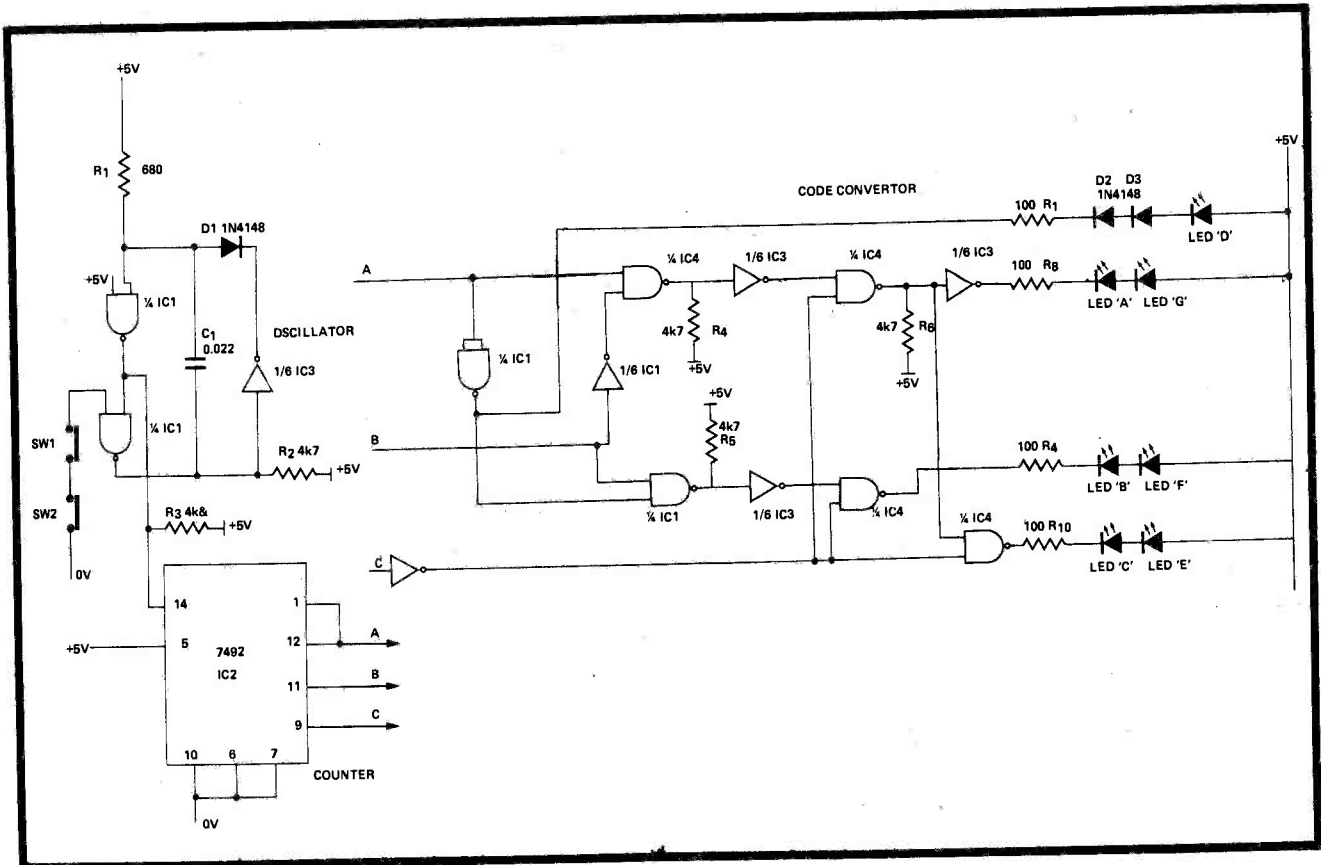 +5V
R1 680
D1 1N4148
+5V
¼ IC1
C1
0.022
DSCILLATOR
1/6 IC3
¼ IC1
SW1
R2 4k7
+5V
SW2
R3 4k&
+5V
0V
14
1
+5V
5
12
A
7492
IC2
11
B
9
C
10
6
7
COUNTER
0V
CODE CONVERTOR
+5V
D2
D3
1N4148
100 R1
LED 'D'
A
¼ IC4
1/6 IC3
¼ IC4
1/6 IC3
100 R8
LED 'A'
LED 'G'
4k7
R4
+5V
4k7
R6
+5V
¼ IC1
1/6 IC1
+5V
4k7
R5
B
¼ IC1
1/6 IC3
¼ IC4
100 R4
LED 'B'
LED 'F'
¼ IC4
100 R10
LED 'C'
LED 'E'
C